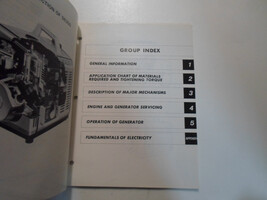 GROUP INDEX
GENERAL INFORMATION 1
APPLICATION CHART OF MATERIALS
REQUIRED AND TIGHTENING TORQUE 2
DESCRIPTION OF MAJOR MECHANISMS 3
ENGINE AND GENERATOR SERVICING 4
OPERATION OF GENERATOR 5
FUNDAMENTALS OF ELECTRICITY